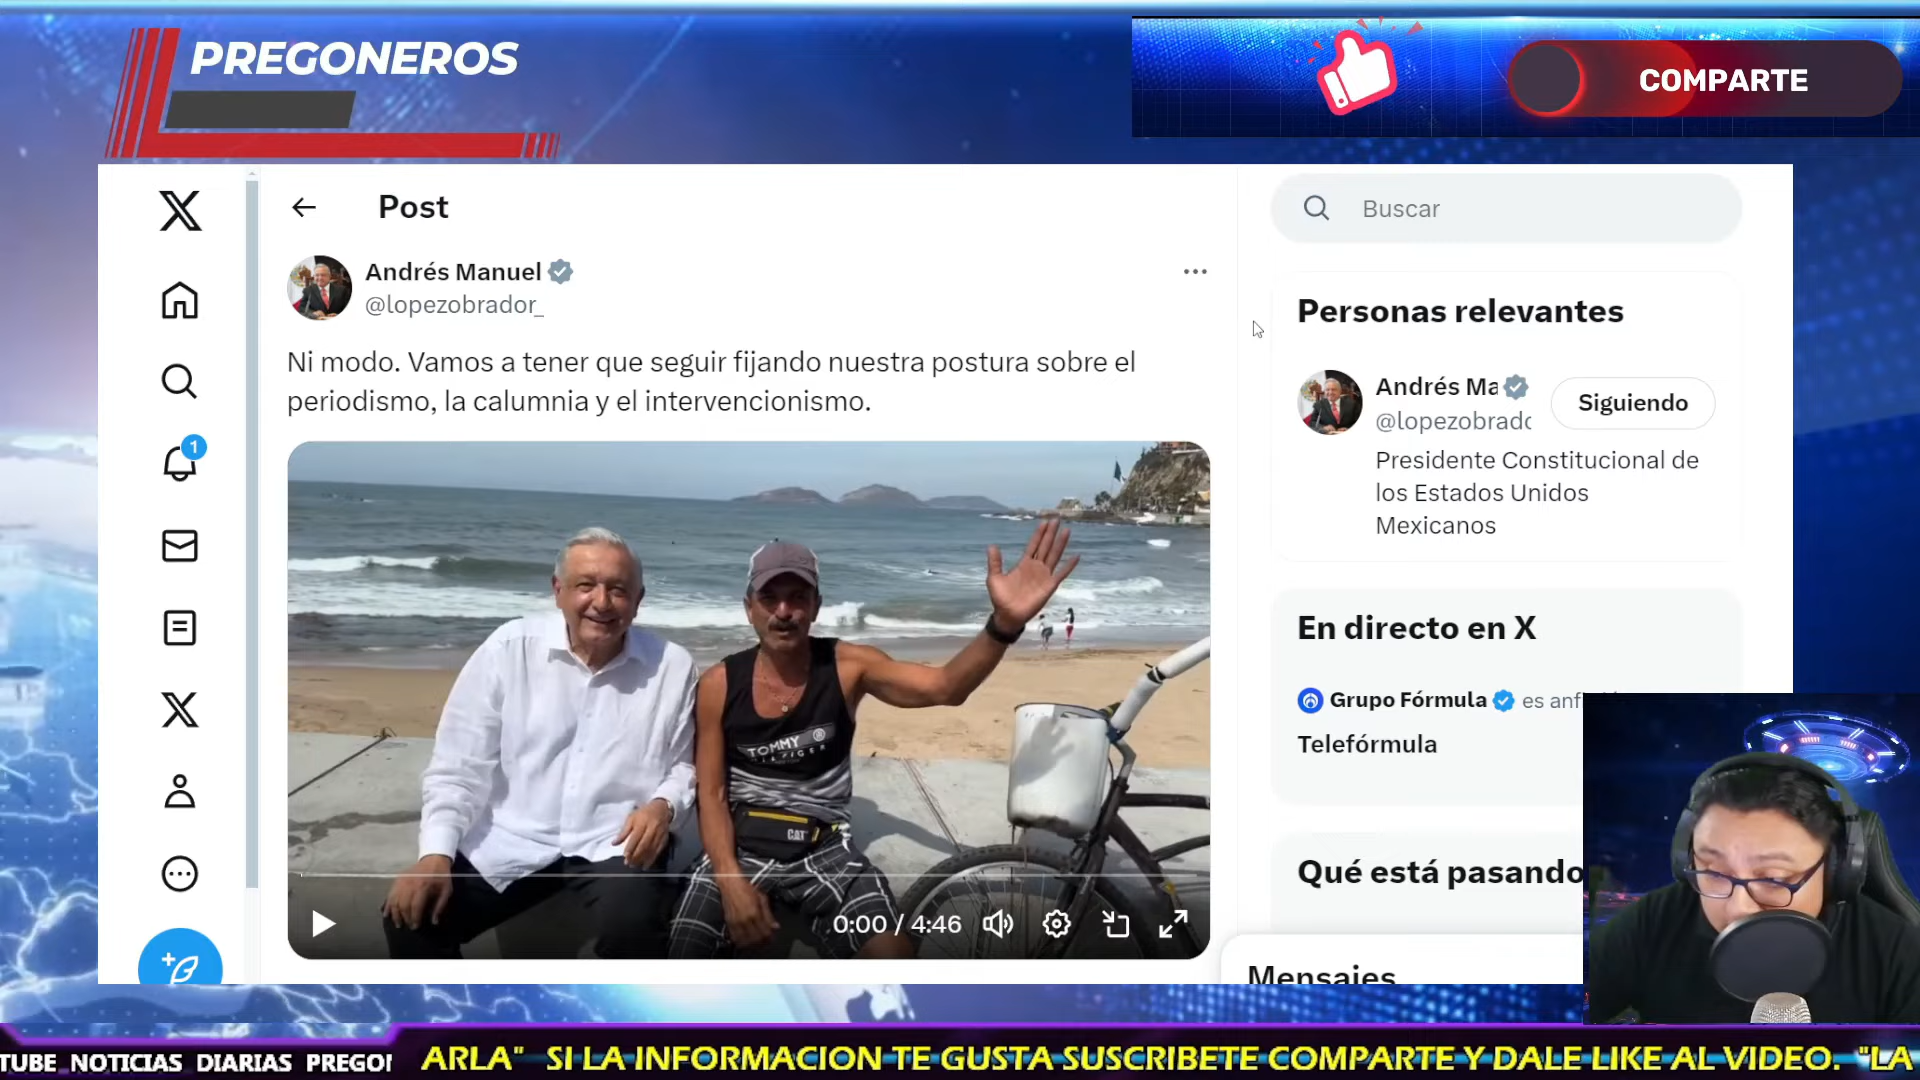 PREGONEROS
COMPARTE
Post
Buscar
Andrés Manuel
@lopezobrador_
Ni modo. Vamos a tener que seguir fijando nuestra postura sobre el
periodismo, la calumnia y el intervencionismo.
Personas relevantes
Andrés Ma
@lopezobrado
Siguiendo
Presidente Constitucional de
los Estados Unidos
Mexicanos
1
En directo en X
Grupo Fórmula es anf
Telefórmula
TOMMY
HILFIGER
CAT
0:00 / 4:46
Qué está pasando
Mensajes
TUBE NOTICIAS DIARIAS PREGO
ARLA" SI LA INFORMACION TE GUSTA SUSCRIBETE COMPARTE Y DALE LIKE AL VIDEO. "LA